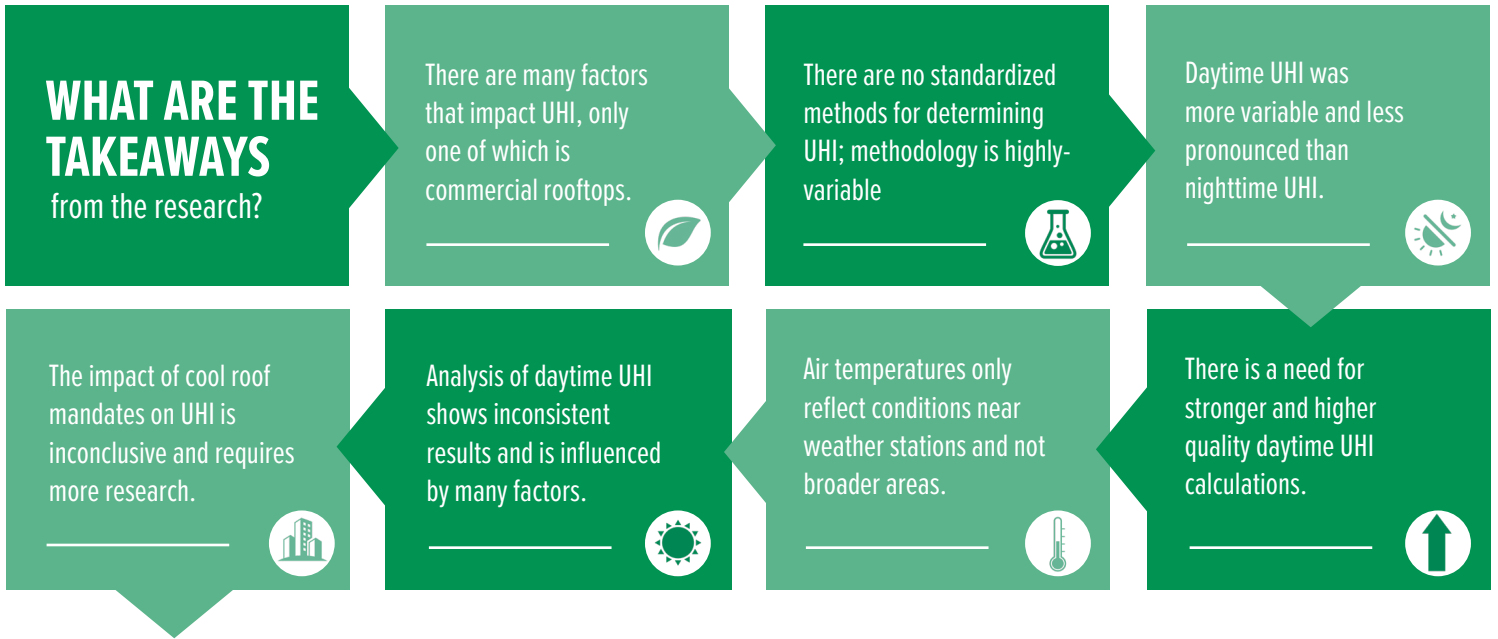 WHAT ARE THE
TAKEAWAYS
from the research?
There are many factors
that impact UHI, only
one of which is
commercial rooftops.
There are no standardized
methods for determining
UHI; methodology is highly-
variable
Daytime UHI was
more variable and less
pronounced than
nighttime UHI.
There is a need for
stronger and higher
quality daytime UHI
calculations.
Air temperatures only
reflect conditions near
weather stations and not
broader areas.
Analysis of daytime UHI
shows inconsistent
results and is influenced
by many factors.
The impact of cool roof
mandates on UHI is
inconclusive and requires
more research.